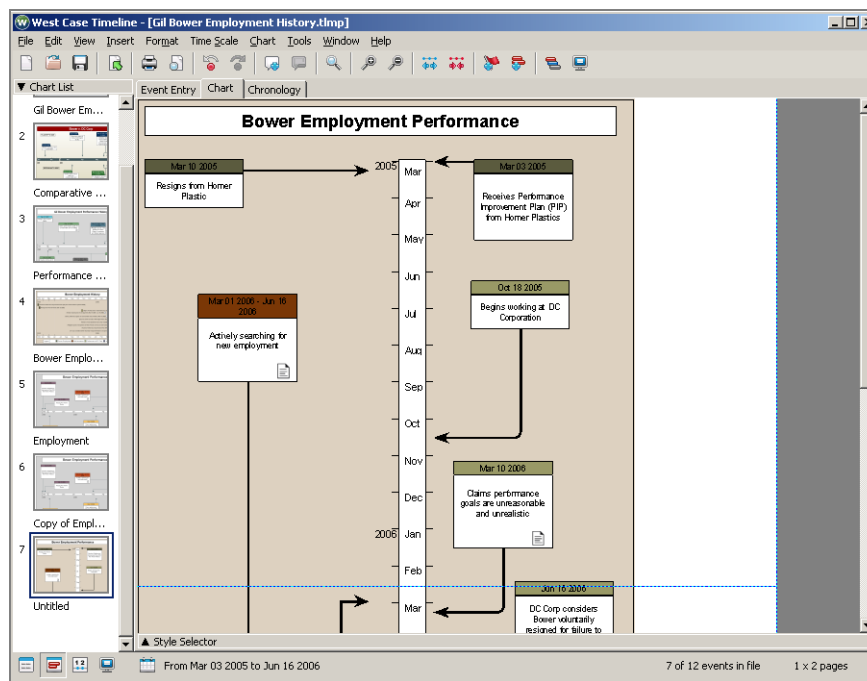 West Case Timeline - [Gil Bower Employment History.tlmp]
File Edit View Insert Format Time Scale Chart Tools Window Help
Chart List
Event Entry Chart Chronology
Gil Bower Em...
2
Comparative ...
3
Performance ...
4
Bower Emplo...
5
Employment
6
Copy of Empl...
7
Untitled
Bower Employment Performance
Mar 10 2005
Resigns from Horner
Plastic
2005
Mar
Apr
May
Jun
Jul
Aug
Sep
Oct
Nov
Dec
2006
Jan
Feb
Mar
Mar 03 2005
Receives Performance
Improvement Plan (PIP)
from Horner Plastics
Oct 18 2005
Begins working at DC
Corporation
Mar 01 2006 - Jun 16
2006
Actively searching for
new employment
Mar 10 2006
Claims performance
goals are unreasonable
and unrealistic
Jun 16 2006
DC Corp considers
Bower voluntarily
resigned for failure to
Style Selector
From Mar 03 2005 to Jun 16 2006
7 of 12 events in file
1 x 2 pages